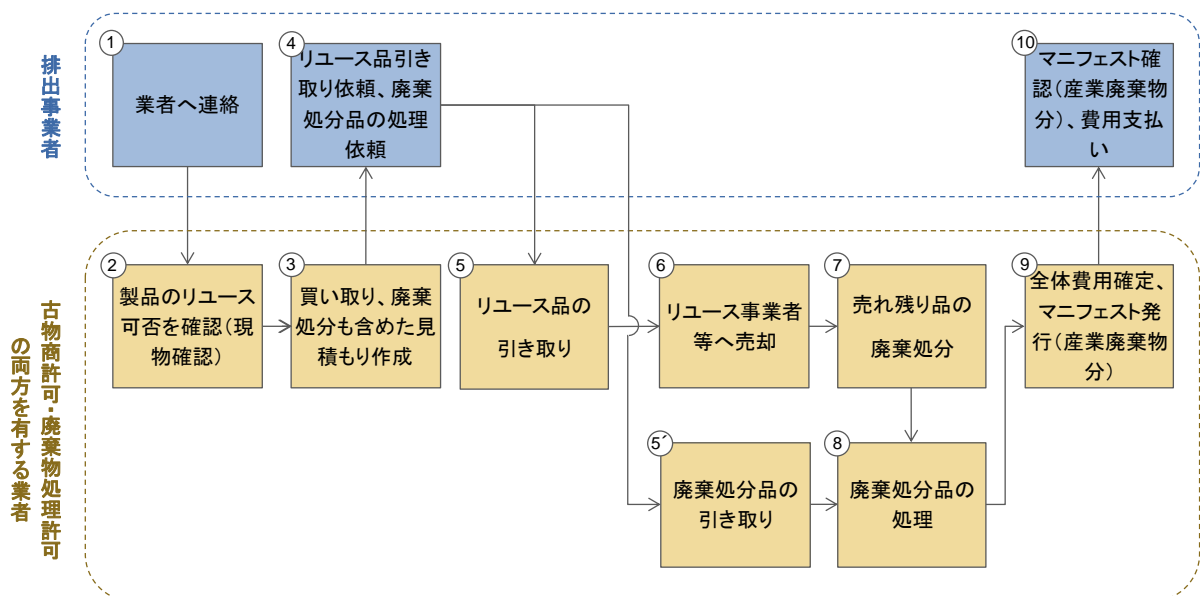 排出事業者
①
業者へ連絡
④
リユース品引き
取り依頼、廃棄
処分品の処理
依頼
⑩
マニフェスト確
認(産業廃棄物
分)、費用支払
い
古物商許可・廃棄物処理許可
の両方を有する業者
②
製品のリユース
可否を確認(現
物確認)
③
買い取り、廃棄
処分も含めた見
積もり作成
⑤
リユース品の
引き取り
⑥
リユース事業者
等へ売却
⑦
売れ残り品の
廃棄処分
⑨
全体費用確定、
マニフェスト発
行(産業廃棄物
分)
5´
廃棄処分品の
引き取り
⑧
廃棄処分品の
処理